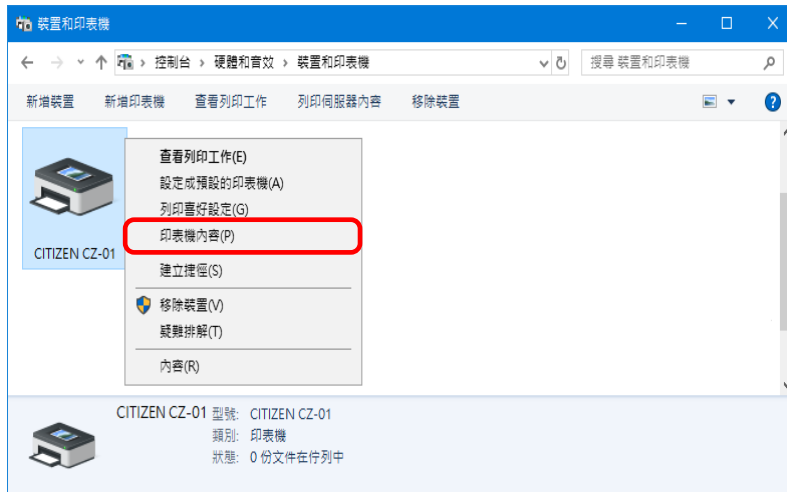 裝置和印表機
控制台 › 硬體和音效 › 裝置和印表機
搜尋 裝置和印表機
新增裝置 新增印表機 查看列印工作 列印伺服器內容 移除裝置
查看列印工作(E)
設定成預設的印表機(A)
列印喜好設定(G)
印表機內容(P)
CITIZEN CZ-01
建立捷徑(S)
移除裝置(V)
疑難排解(T)
內容(R)
CITIZEN CZ-01 型號: CITIZEN CZ-01
類別: 印表機
狀態: 0 份文件在佇列中